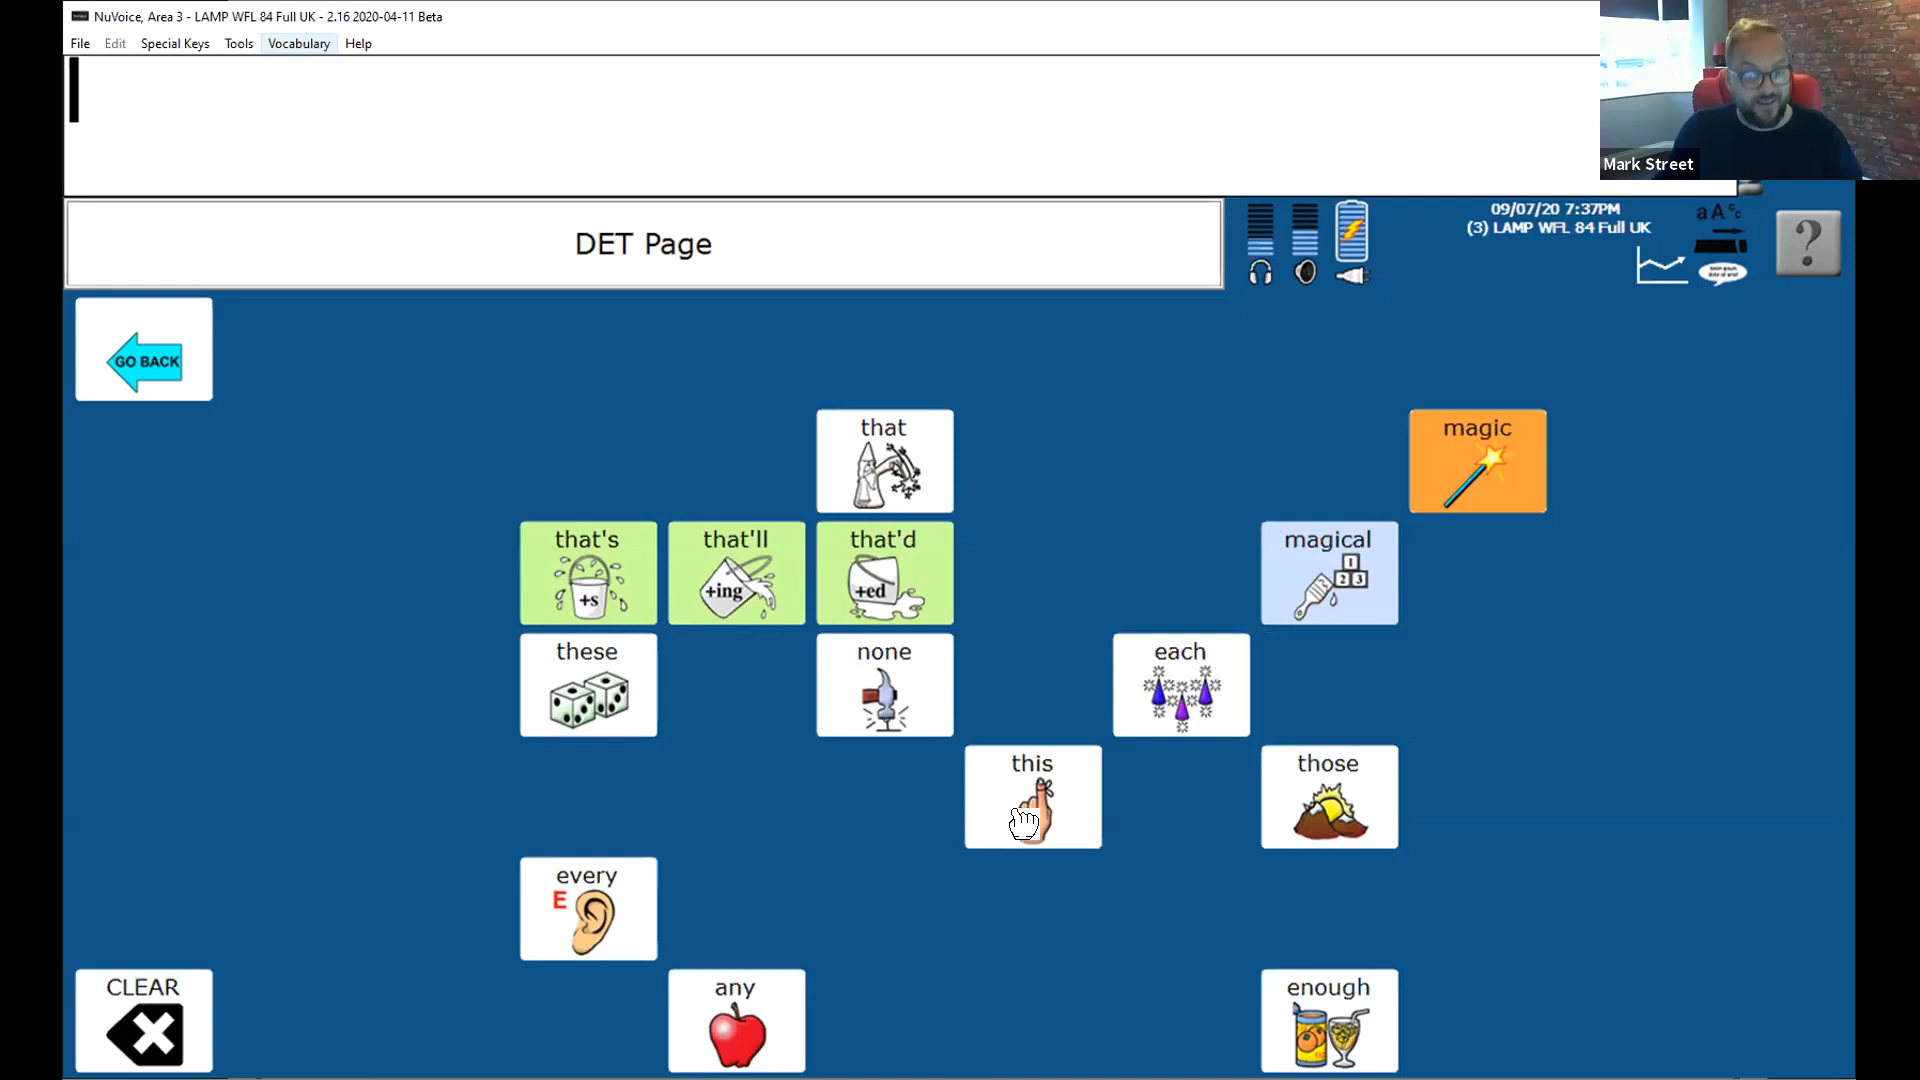 NuVoice, Area 3 - LAMP WFL 84 Full UK - 2.16 2020-04-11 Beta
File Edit Special Keys Tools Vocabulary Help
Mark Street
DET Page
09/07/20 7:37PM
(3) LAMP WFL 84 Full UK
aA
?
GO BACK
that
magic
that's
+s
that'll
+ing
that'd
+ed
magical
1
2 3
these
none
each
this
those
every
E
CLEAR
any
enough